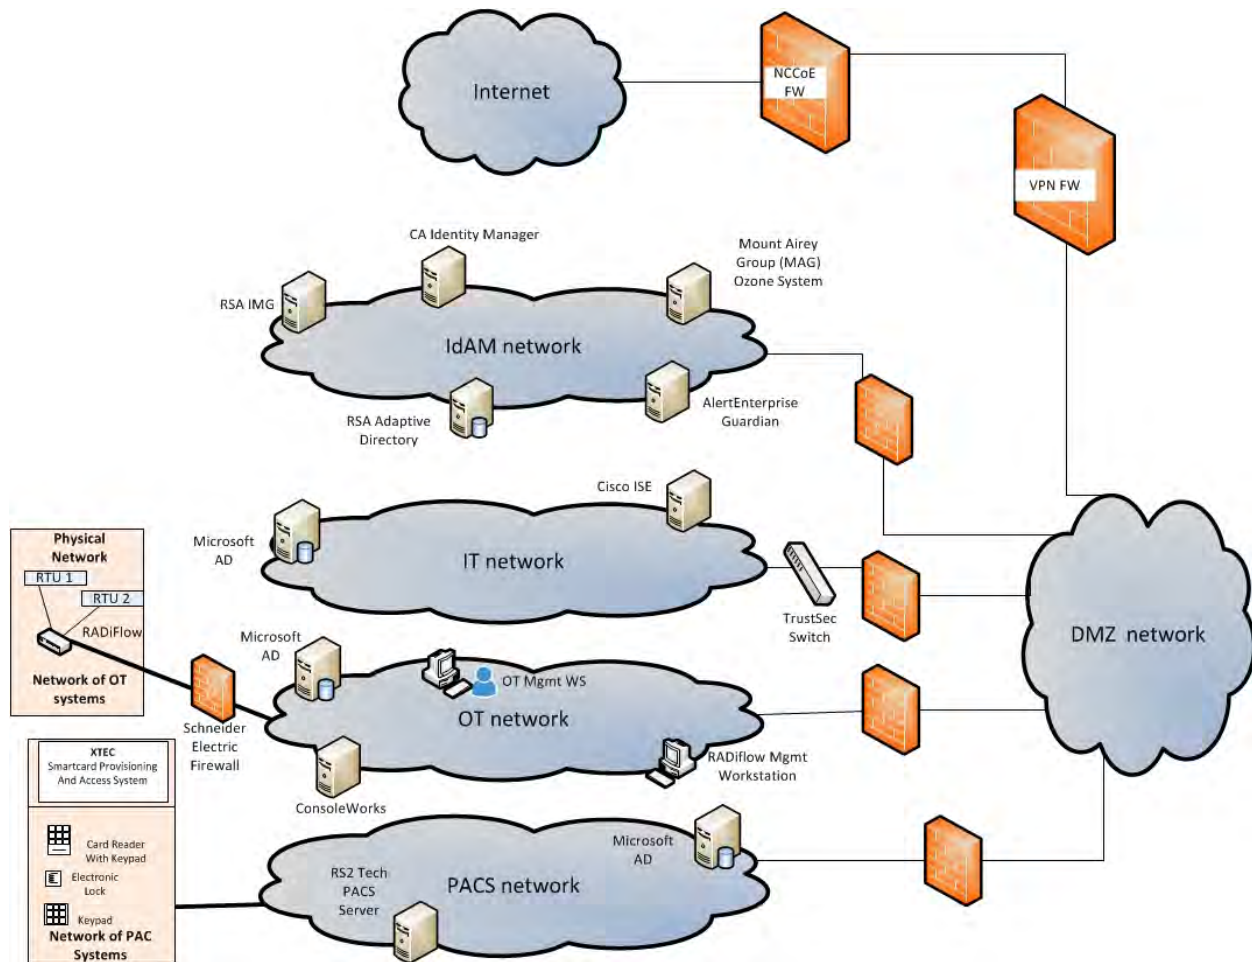 Internet
NCCoE
FW
VPN FW
CA Identity Manager
Mount Airey
Group (MAG)
Ozone System
RSA IMG
IdAM network
RSA Adaptive
Directory
AlertEnterprise
Guardian
Cisco ISE
Microsoft
AD
IT network
TrustSec
Switch
DMZ network
Physical
Network
RTU 1
RTU 2
RADiFlow
Network of OT
systems
Schneider
Electric
Firewall
Microsoft
AD
OT Mgmt WS
OT network
RADiflow Mgmt
Workstation
ConsoleWorks
XTEC
Smartcard Provisioning
And Access System
Card Reader
With Keypad
Electronic
Lock
Keypad
Network of PAC
Systems
Microsoft
AD
RS2 Tech
PACS
Server
PACS network